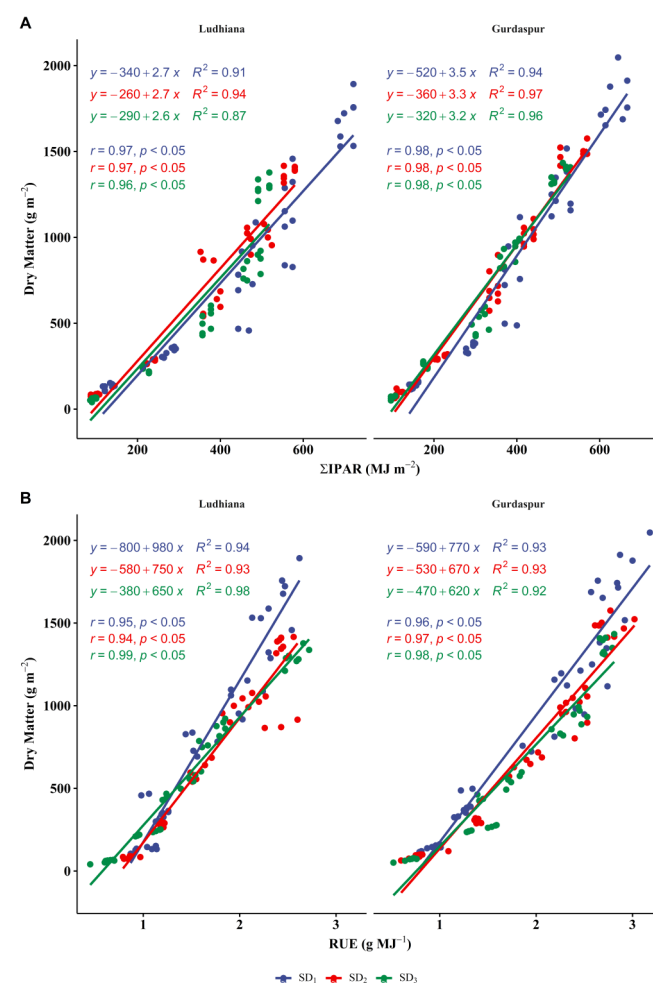 A
Ludhiana
Gurdaspur
2000
1500
1000
500
0
Dry Matter (g m⁻²)
y = −340 + 2.7 x R² = 0.91
y = −260 + 2.7 x R² = 0.94
y = −290 + 2.6 x R² = 0.87
r = 0.97, p < 0.05
r = 0.97, p < 0.05
r = 0.96, p < 0.05
y = −520 + 3.5 x R² = 0.94
y = −360 + 3.3 x R² = 0.97
y = −320 + 3.2 x R² = 0.96
r = 0.98, p < 0.05
r = 0.98, p < 0.05
r = 0.98, p < 0.05
200 400 600 200 400 600
ΣIPAR (MJ m⁻²)
B
Ludhiana
Gurdaspur
2000
1500
1000
500
0
Dry Matter (g m⁻²)
y = −800 + 980 x R² = 0.94
y = −580 + 750 x R² = 0.93
y = −380 + 650 x R² = 0.98
r = 0.95, p < 0.05
r = 0.94, p < 0.05
r = 0.99, p < 0.05
y = −590 + 770 x R² = 0.93
y = −530 + 670 x R² = 0.93
y = −470 + 620 x R² = 0.92
r = 0.96, p < 0.05
r = 0.97, p < 0.05
r = 0.98, p < 0.05
1 2 3 1 2 3
RUE (g MJ⁻¹)
SD₁ SD₂ SD₃